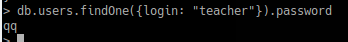 > db.users.findOne({login: "teacher"}).password
qq
>